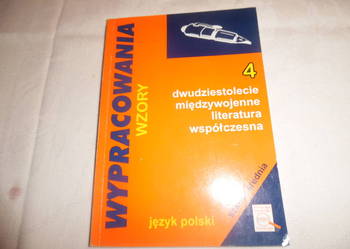 WYPRACOWANIA
WZORY
4
dwudziestolecie
międzywojenne
literatura
współczesna
język polski